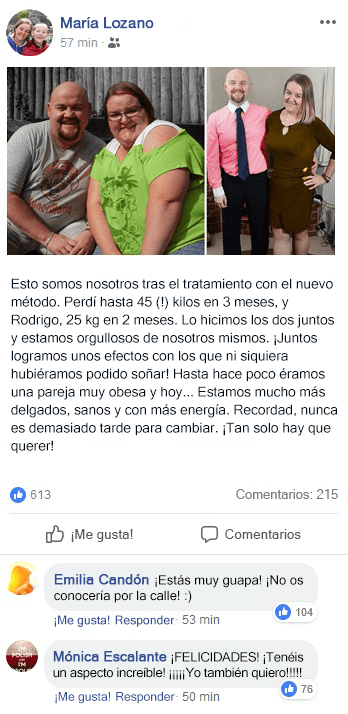 María Lozano
57 min ·
Esto somos nosotros tras el tratamiento con el nuevo
método. Perdí hasta 45 (!) kilos en 3 meses, y
Rodrigo, 25 kg en 2 meses. Lo hicimos los dos juntos
y estamos orgullosos de nosotros mismos. ¡Juntos
logramos unos efectos con los que ni siquiera
hubiéramos podido soñar! Hasta hace poco éramos
una pareja muy obesa y hoy... Estamos mucho más
delgados, sanos y con más energía. Recordad, nunca
es demasiado tarde para cambiar. ¡Tan solo hay que
querer!
613 Comentarios: 215
¡Me gusta! Comentarios
Emilia Candón ¡Estás muy guapa! ¡No os
conocería por la calle! :)
104
¡Me gusta! Responder · 53 min
Mónica Escalante ¡FELICIDADES! ¡Tenéis
un aspecto increíble! ¡¡¡¡¡Yo también quiero!!!!!
76
¡Me gusta! Responder · 50 min